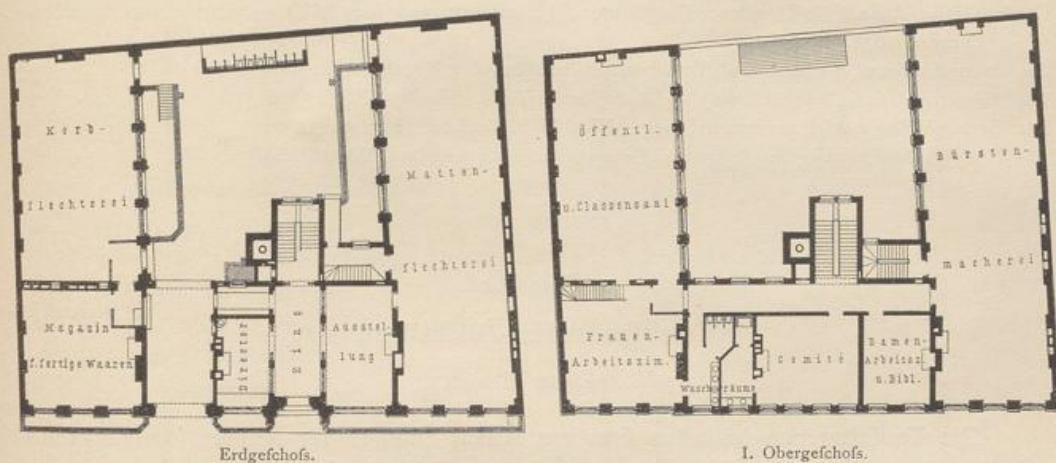 Korb-
flechterei
Matten-
flechterei
Magazin
f. fertige Waaren
Director
Eing
Ausstel-
lung
Erdgeſchoſs.
Öffentl.
u. Classensaal
Bürsten-
macherei
Frauen-
Arbeitszim.
Waschräume
Comité
Damen-
Arbeitsz.
u. Bibl.
I. Obergeſchoſs.